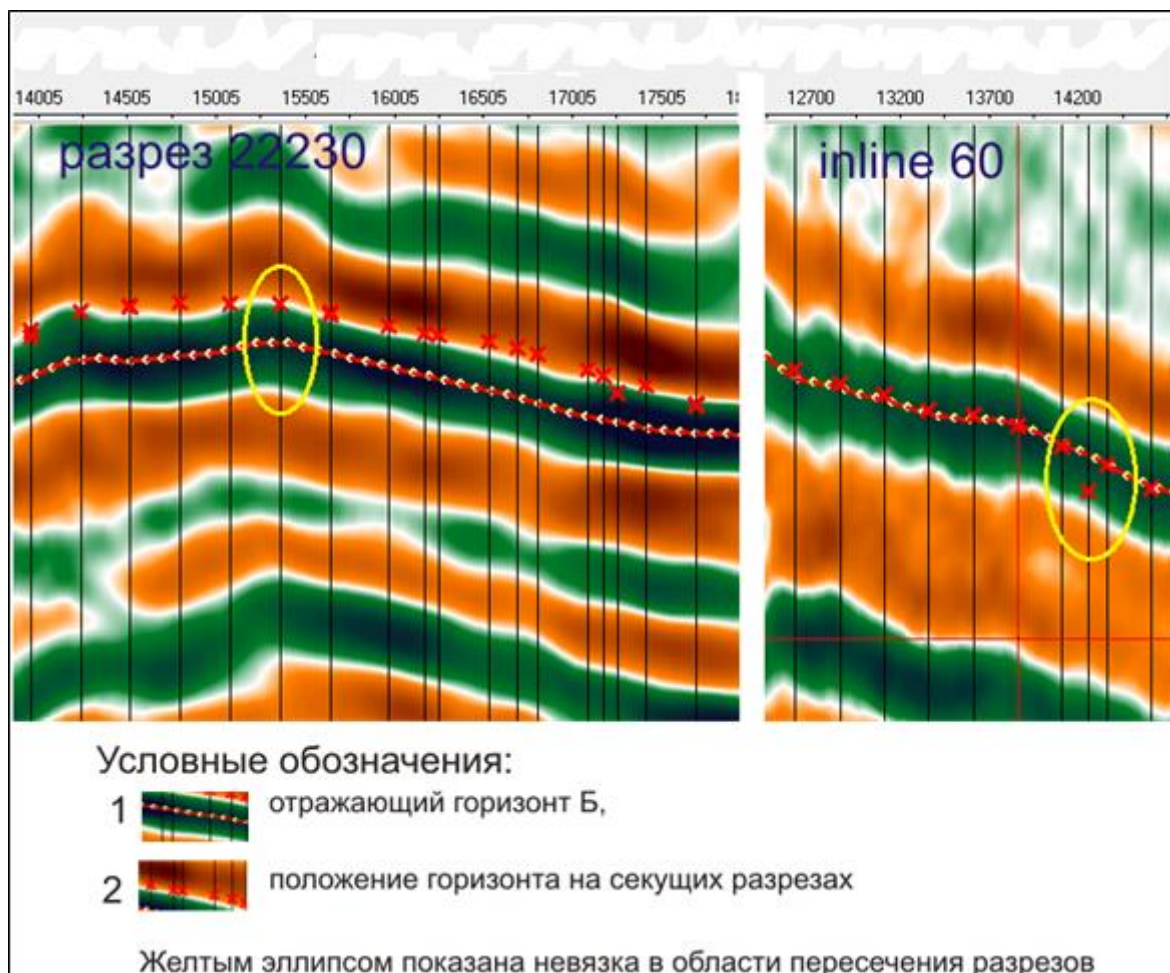 14005 14505 15005 15505 16005 16505 17005 17505 12700 13200 13700 14200
разрез 22230 inline 60
Условные обозначения:
1 отражающий горизонт Б,
2 положение горизонта на секущих разрезах
Желтым эллипсом показана невязка в области пересечения разрезов